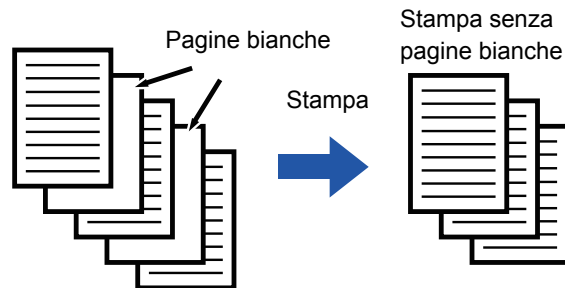 Pagine bianche
Stampa
Stampa senza
pagine bianche